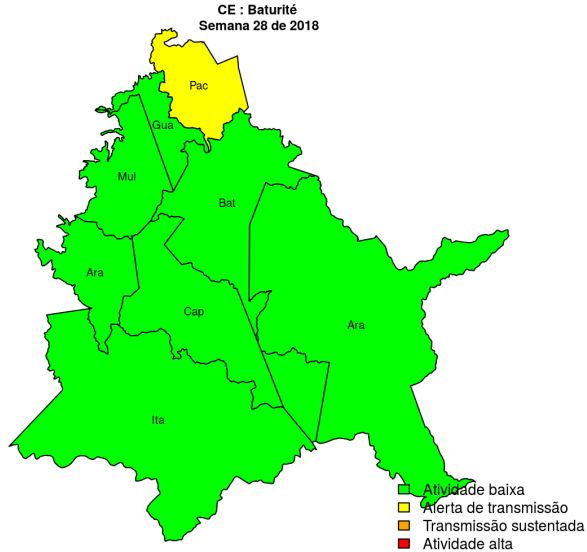 CE : Baturité
Semana 28 de 2018
Pac
Gua
Mul
Bat
Ara
Cap
Ara
Ita
Atividade baixa
Alerta de transmissão
Transmissão sustentada
Atividade alta